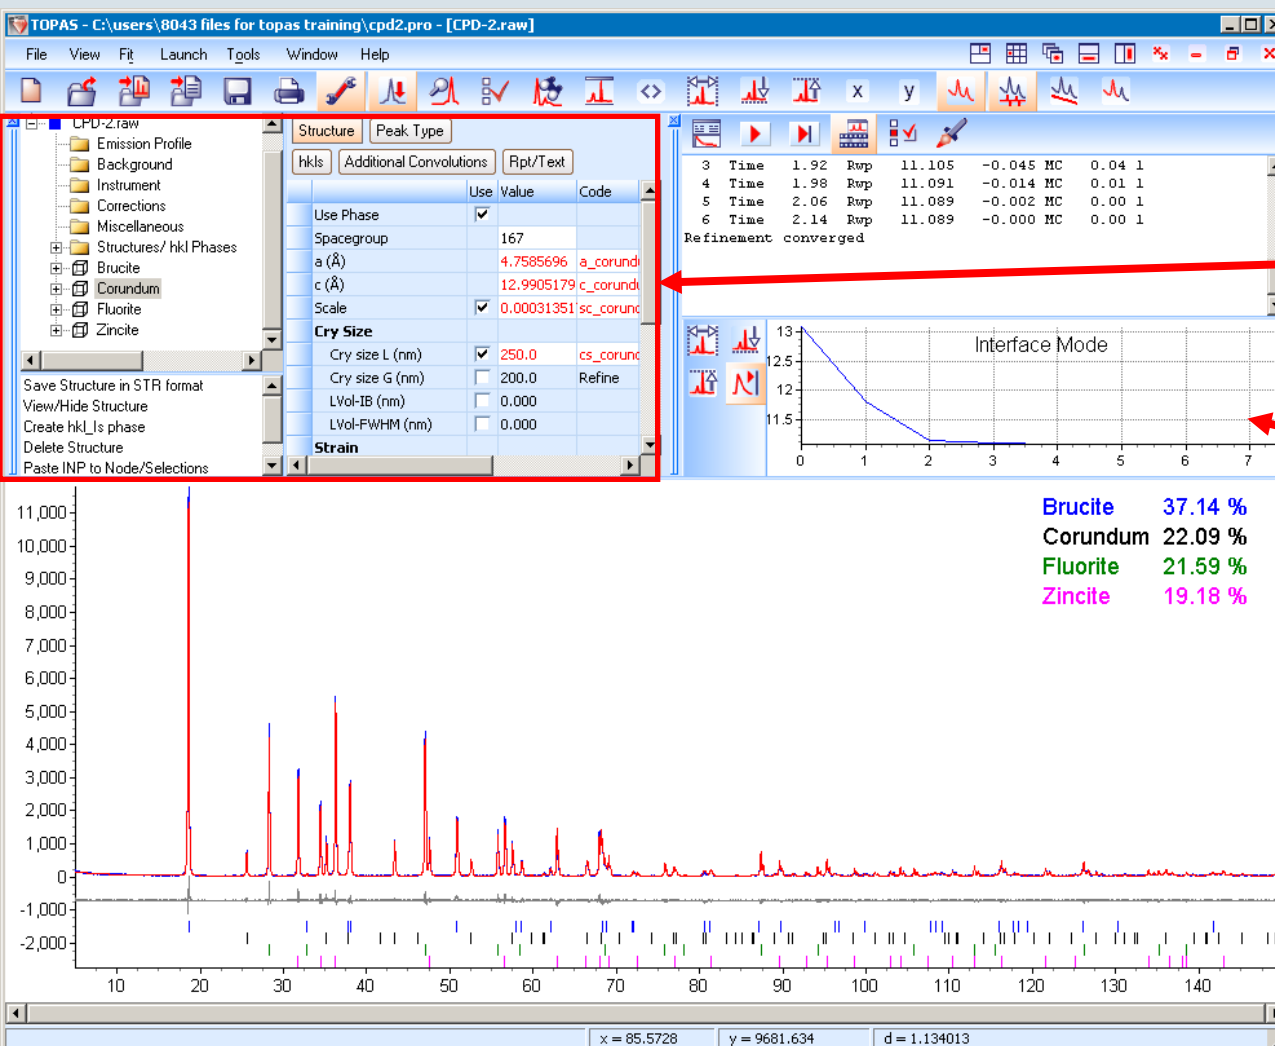 TOPAS - C:\users\8043 files for topas training\cpd2.pro - [CPD-2.raw]
File View Fit Launch Tools Window Help
x y
CPD-2.raw
Emission Profile
Background
Instrument
Corrections
Miscellaneous
Structures/ hkl Phases
Brucite
Corundum
Fluorite
Zincite
Save Structure in STR format
View/Hide Structure
Create hkl_Is phase
Delete Structure
Paste INP to Node/Selections
Structure Peak Type
hkls Additional Convolutions Rpt/Text
Use Value Code
Use Phase
Spacegroup 167
a (Å) 4.7585696 a_corund
c (Å) 12.9905179 c_corund
Scale 0.00031351 sc_corund
Cry Size
Cry size L (nm) 250.0 cs_corund
Cry size G (nm) 200.0 Refine
LVol-IB (nm) 0.000
LVol-FWHM (nm) 0.000
Strain
3 Time 1.92 Rwp 11.105 -0.045 MC 0.04 1
4 Time 1.98 Rwp 11.091 -0.014 MC 0.01 1
5 Time 2.06 Rwp 11.089 -0.002 MC 0.00 1
6 Time 2.14 Rwp 11.089 -0.000 MC 0.00 1
Refinement converged
Interface Mode
13
12.5
12
11.5
0 1 2 3 4 5 6 7
Brucite 37.14 %
Corundum 22.09 %
Fluorite 21.59 %
Zincite 19.18 %
11,000
10,000
9,000
8,000
7,000
6,000
5,000
4,000
3,000
2,000
1,000
0
-1,000
-2,000
10 20 30 40 50 60 70 80 90 100 110 120 130 140
x = 85.5728 y = 9681.634 d = 1.134013